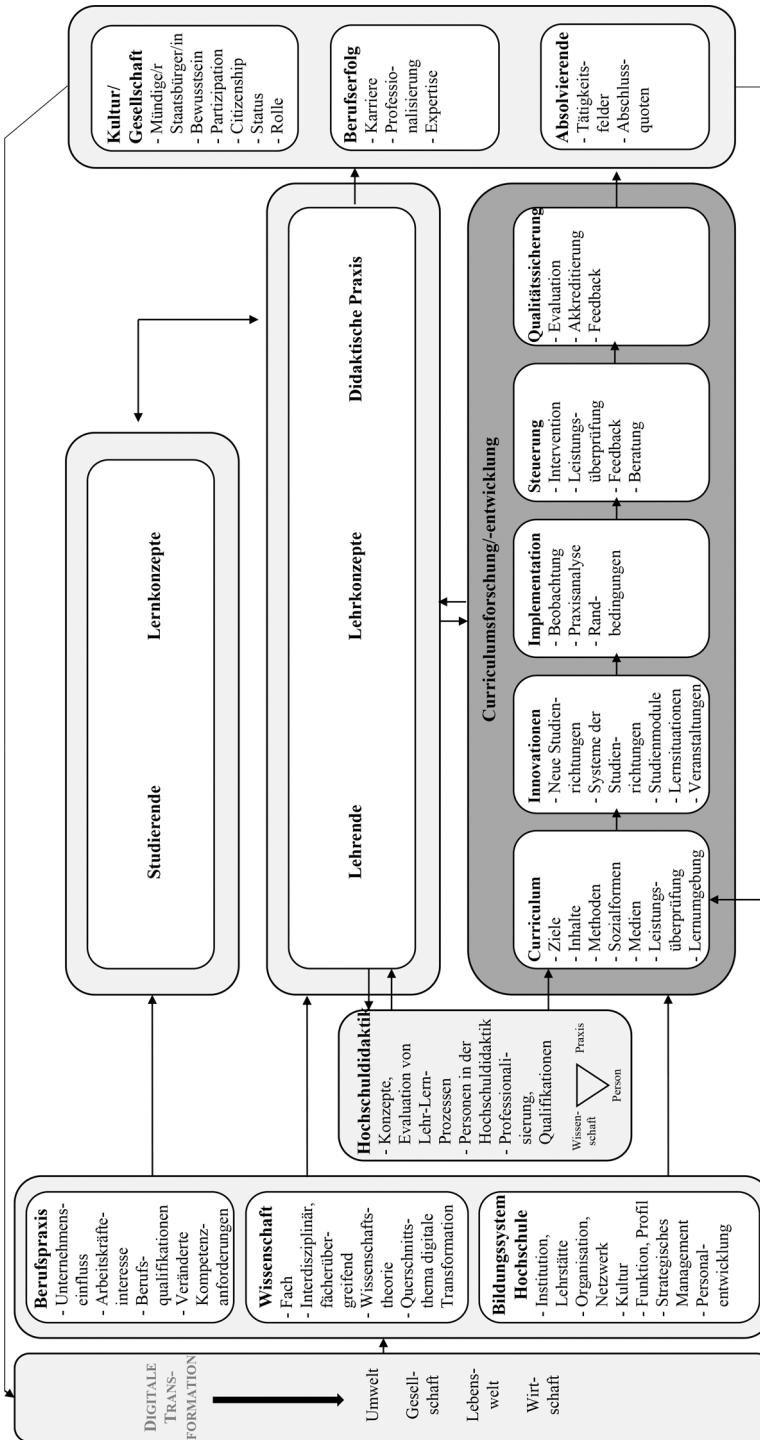 DIGITALE
TRANS-
FORMATION
Umwelt
Gesell-
schaft
Lebens-
welt
Wirt-
schaft
Berufspraxis
- Unternehmens-
einfluss
- Arbeitskräfte-
interesse
- Berufs-
qualifikationen
- Veränderte
Kompetenz-
anforderungen
Wissenschaft
- Fach
- Interdisziplinär,
fächerüber-
greifend
- Wissenschafts-
theorie
- Querschnitts-
thema digitale
Transformation
Bildungssystem
Hochschule
- Institution,
Lehrstätte
- Organisation,
Netzwerk
- Kultur
- Funktion, Profil
- Strategisches
Management
- Personal-
entwicklung
Hochschuldidaktik
- Konzepte,
Evaluation von
Lehr-Lern-
Prozessen
- Personen in der
Hochschuldidaktik
- Professionali-
sierung,
Qualifikationen
Wissen-
schaft
Praxis
Person
Studierende
Lernkonzepte
Lehrende
Lehrkonzepte
Didaktische Praxis
Curriculumsforschung/-entwicklung
Curriculum
- Ziele
- Inhalte
- Methoden
- Sozialformen
- Medien
- Leistungs-
überprüfung
- Lernumgebung
Innovationen
- Neue Studien-
richtungen
- Systeme der
Studien-
richtungen
- Studienmodule
- Lernsituationen
- Veranstaltungen
Implementation
- Beobachtung
- Praxisanalyse
- Rand-
bedingungen
Steuerung
- Intervention
- Leistungs-
überprüfung
- Feedback
- Beratung
Qualitätssicherung
- Evaluation
- Akkreditierung
- Feedback
Kultur/
Gesellschaft
- Mündige/r
Staatsbürger/in
- Bewusstsein
- Partizipation
- Citizenship
- Status
- Rolle
Berufserfolg
- Karriere
- Professio-
nalisierung
- Expertise
Absolvierende
- Tätigkeits-
felder
- Abschluss-
quoten